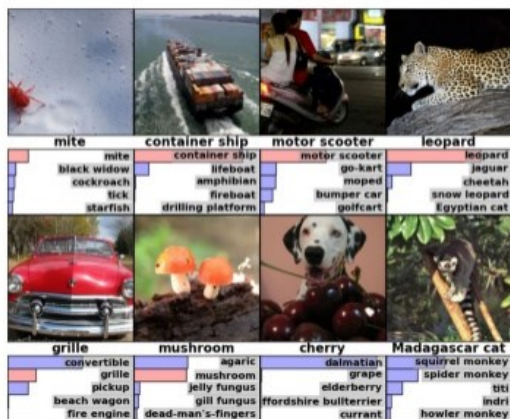 mite
container ship
motor scooter
leopard
mite
black widow
cockroach
tick
starfish
container ship
lifeboat
amphibian
fireboat
drilling platform
motor scooter
go-kart
moped
bumper car
golfcart
leopard
jaguar
cheetah
snow leopard
Egyptian cat
grille
mushroom
cherry
Madagascar cat
convertible
grille
pickup
beach wagon
fire engine
agaric
mushroom
jelly fungus
gill fungus
dead-man's-fingers
dalmatian
grape
elderberry
ffordshire bullterrier
currant
squirrel monkey
spider monkey
titi
indri
howler monkey